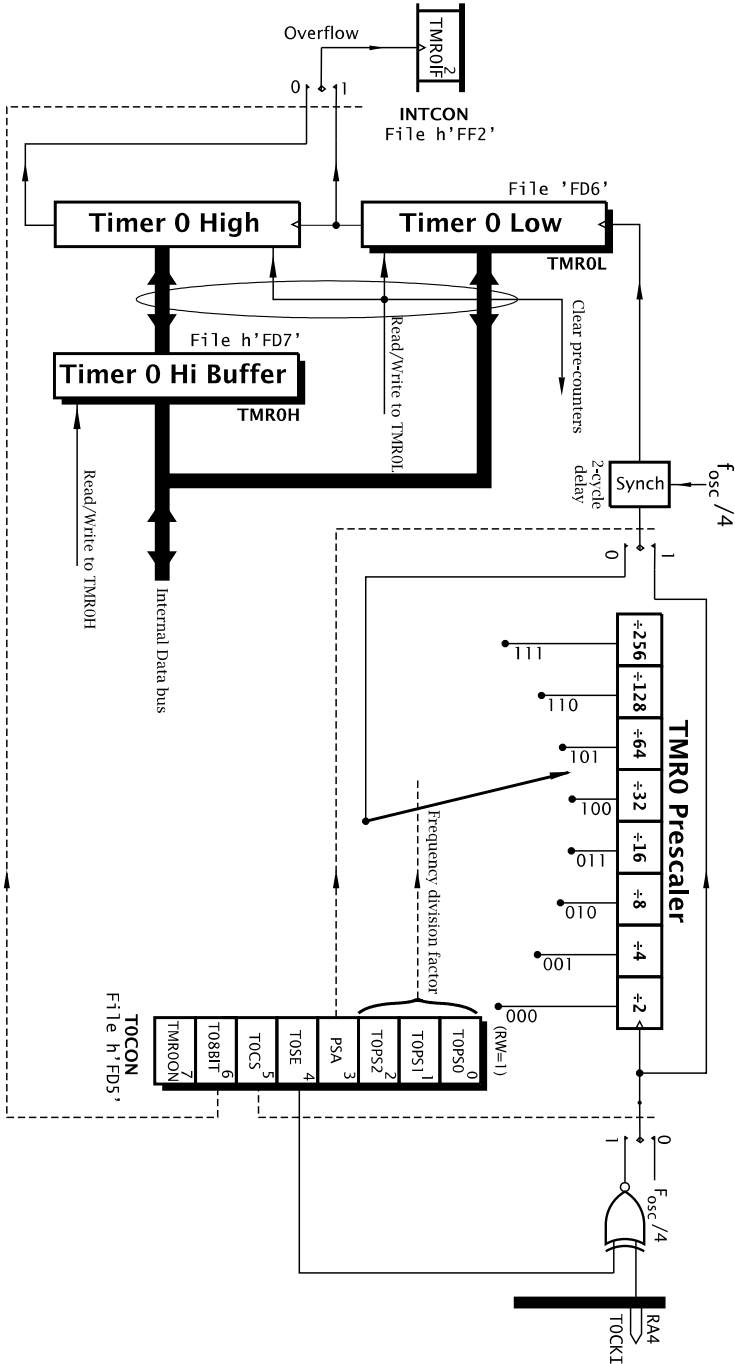 Overflow
0
1
TMR0IF
2
INTCON
File h'FF2'
File 'FD6'
Timer 0 High
Timer 0 Low
TMR0L
File h'FD7'
Timer 0 Hi Buffer
TMR0H
Read/Write to TMR0L
Clear pre-counters
Read/Write to TMR0H
Internal Data bus
fosc/4
Synch
2-cycle
delay
0
1
TMR0 Prescaler
÷256
÷128
÷64
÷32
÷16
÷8
÷4
÷2
111
110
101
100
011
010
001
000
Frequency division factor
(RW=1)
T0CON
File h'FD5'
TMR0ON
7
T08BIT
6
T0CS
5
T0SE
4
PSA
3
T0PS2
2
T0PS1
1
T0PS0
0
1
0
Fosc/4
RA4
T0CKI